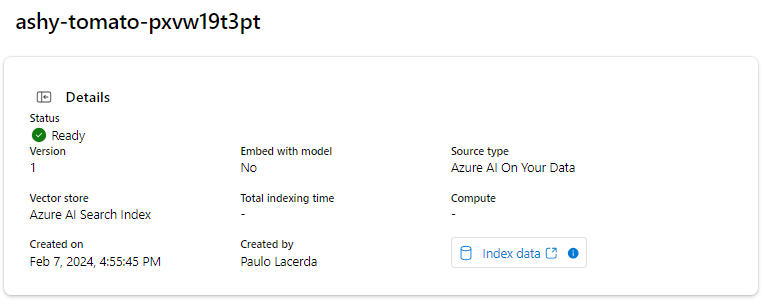 ashy-tomato-pxvw19t3pt
Details
Status
Ready
Version
1
Embed with model
No
Source type
Azure AI On Your Data
Vector store
Azure AI Search Index
Total indexing time
-
Compute
-
Created on
Feb 7, 2024, 4:55:45 PM
Created by
Paulo Lacerda
Index data